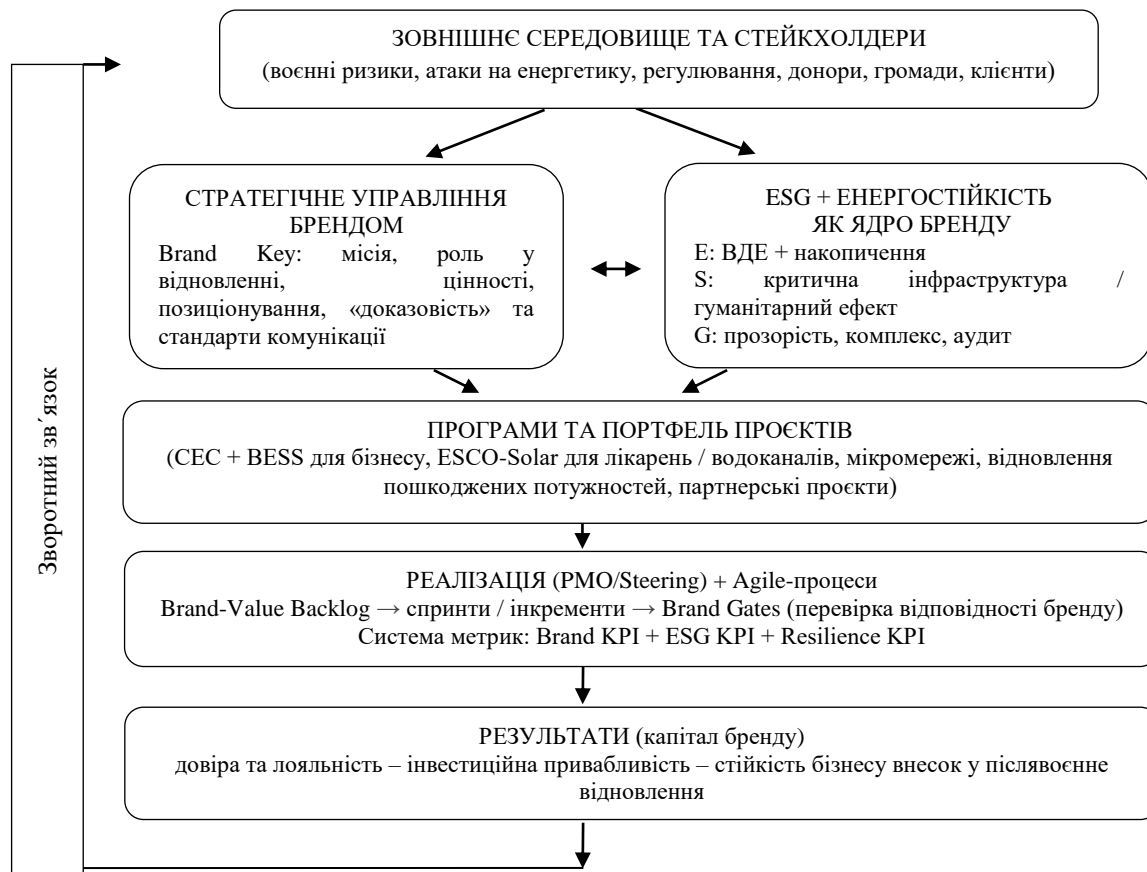 ЗОВНІШНЄ СЕРЕДОВИЩЕ ТА СТЕЙКХОЛДЕРИ
(воєнні ризики, атаки на енергетику, регулювання, донори, громади, клієнти)
СТРАТЕГІЧНЕ УПРАВЛІННЯ
БРЕНДОМ
Brand Key: місія, роль у
відновленні, цінності,
позиціонування, «доказовість» та
стандарти комунікації
ESG + ЕНЕРГОСТІЙКІСТЬ
ЯК ЯДРО БРЕНДУ
E: ВДЕ + накопичення
S: критична інфраструктура /
гуманітарний ефект
G: прозорість, комплекс, аудит
Зворотний зв´язок
ПРОГРАМИ ТА ПОРТФЕЛЬ ПРОЄКТІВ
(СЕС + BESS для бізнесу, ESCO-Solar для лікарень / водоканалів, мікромережі, відновлення
пошкоджених потужностей, партнерські проєкти)
РЕАЛІЗАЦІЯ (PMO/Steering) + Agile-процеси
Brand-Value Backlog → спринти / інкременти → Brand Gates (перевірка відповідності бренду)
Система метрик: Brand KPI + ESG KPI + Resilience KPI
РЕЗУЛЬТАТИ (капітал бренду)
довіра та лояльність – інвестиційна привабливість – стійкість бізнесу внесок у післявоєнне
відновлення